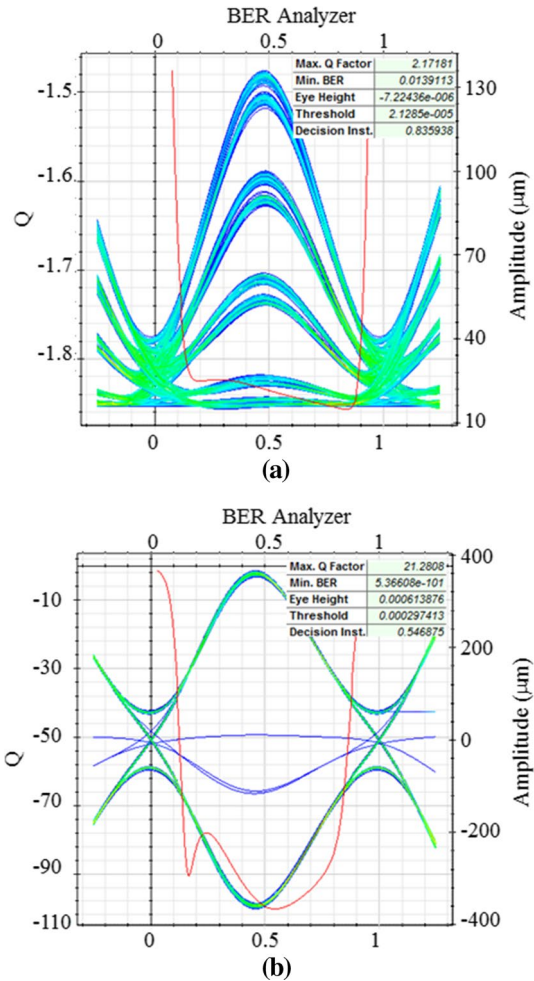 BER Analyzer
0 0.5 1
Max. Q Factor 2.17181
Min. BER 0.0139113
Eye Height -7.22436e-006
Threshold 2.1285e-005
Decision Inst. 0.835938
-1.5
-1.6
-1.7
-1.8
Q
130
100
70
40
10
Amplitude (μm)
0 0.5 1
(a)
BER Analyzer
0 0.5 1
Max. Q Factor 21.2808
Min. BER 5.36608e-101
Eye Height 0.000613876
Threshold 0.000297413
Decision Inst. 0.546875
-10
-30
-50
-70
-90
-110
Q
400
200
0
-200
-400
Amplitude (μm)
0 0.5 1
(b)